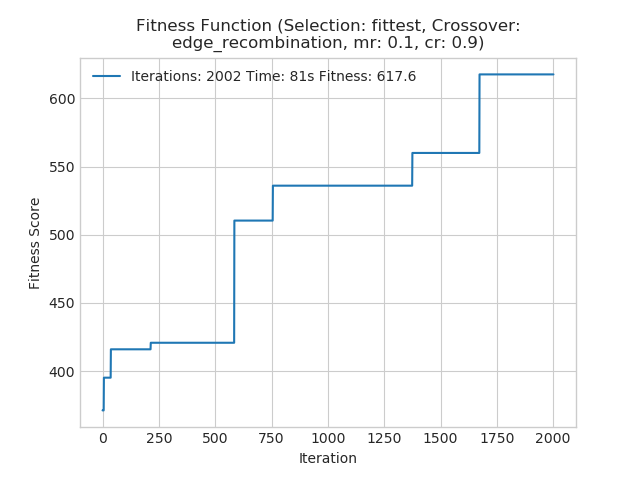 Fitness Function (Selection: fittest, Crossover:
edge_recombination, mr: 0.1, cr: 0.9)
Iterations: 2002 Time: 81s Fitness: 617.6
Fitness Score
600
550
500
450
400
0 250 500 750 1000 1250 1500 1750 2000
Iteration